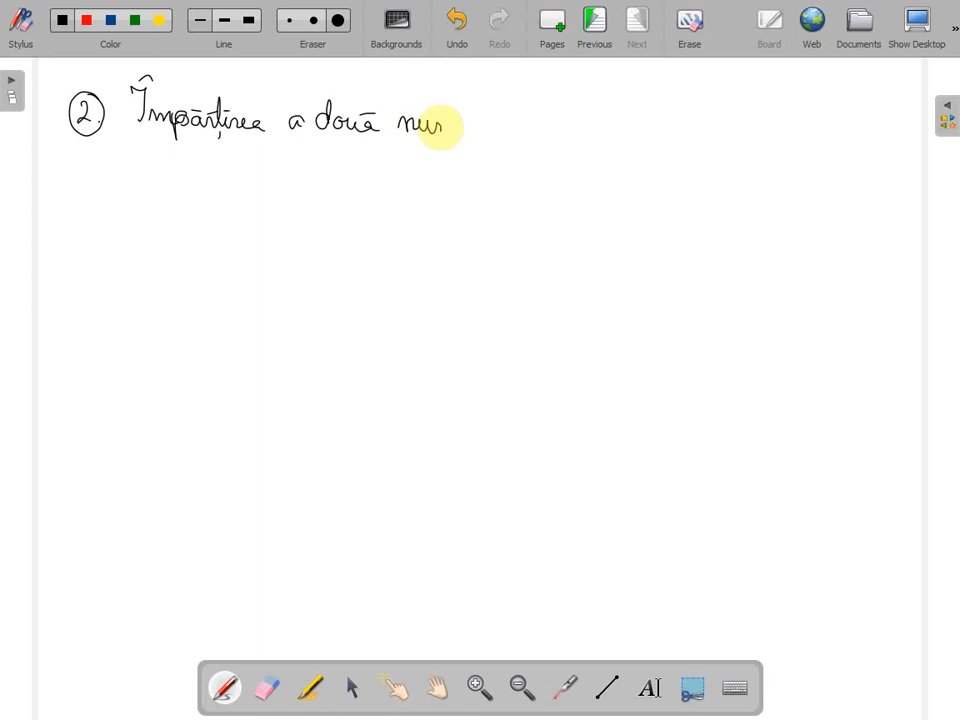 Stylus
Color
Line
Eraser
Backgrounds
Undo
Redo
Pages
Previous
Next
Erase
Board
Web
Documents
Show Desktop
»
2. Împărțirea a două num